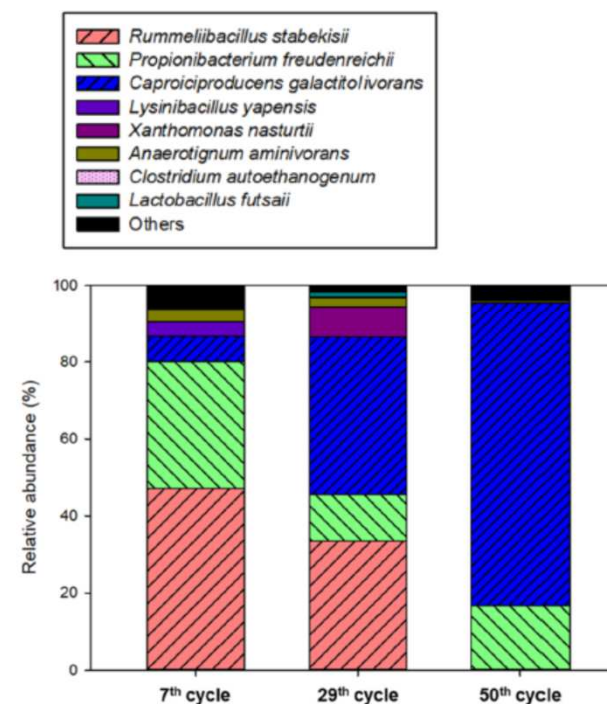 Rummeliibacillus stabekisii
Propionibacterium freudenreichii
Caproiciproducens galactitolivorans
Lysinibacillus yapensis
Xanthomonas nasturtii
Anaerotignum aminivorans
Clostridium autoethanogenum
Lactobacillus futsaii
Others
100
80
60
40
20
0
Relative abundance (%)
7th cycle 29th cycle 50th cycle